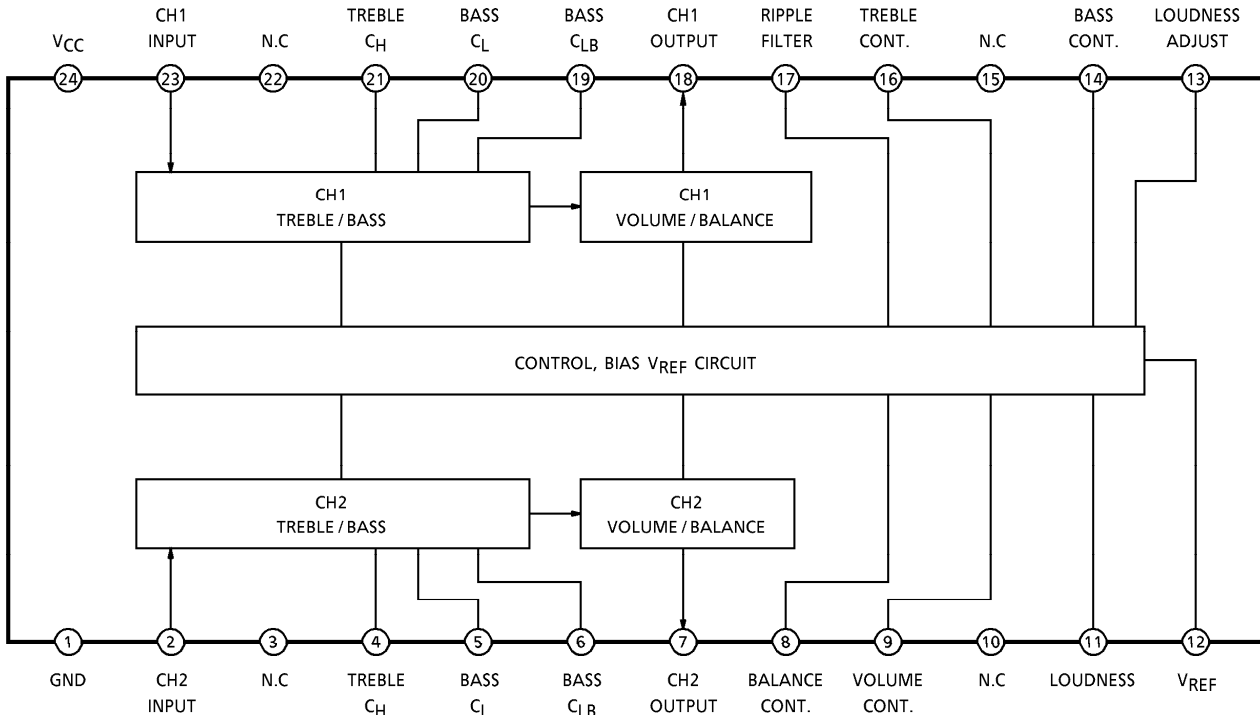 CH1 TREBLE BASS BASS CH1 RIPPLE TREBLE BASS LOUDNESS
VCC INPUT N.C CH CL CLB OUTPUT FILTER CONT. N.C CONT. ADJUST
24 23 22 21 20 19 18 17 16 15 14 13
CH1
TREBLE / BASS
CH1
VOLUME / BALANCE
CONTROL, BIAS VREF CIRCUIT
CH2
TREBLE / BASS
CH2
VOLUME / BALANCE
1 2 3 4 5 6 7 8 9 10 11 12
GND CH2 N.C TREBLE BASS BASS CH2 BALANCE VOLUME N.C LOUDNESS VREF
INPUT CH CL CLB OUTPUT CONT. CONT.